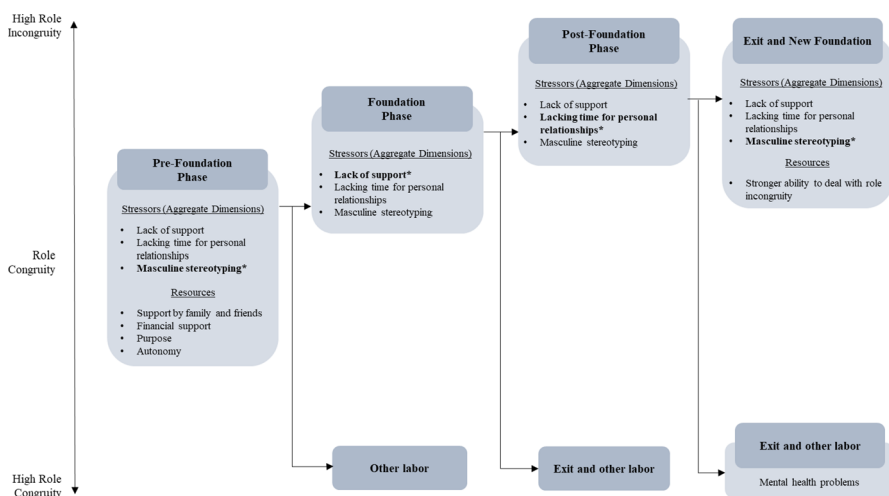 High Role
Incongruity
Role
Congruity
High Role
Congruity
Pre-Foundation
Phase
Stressors (Aggregate Dimensions)
• Lack of support
• Lacking time for personal
relationships
• Masculine stereotyping*
Resources
• Support by family and friends
• Financial support
• Purpose
• Autonomy
Foundation
Phase
Stressors (Aggregate Dimensions)
• Lack of support*
• Lacking time for personal
relationships
• Masculine stereotyping
Post-Foundation
Phase
Stressors (Aggregate Dimensions)
• Lack of support
• Lacking time for personal
relationships*
• Masculine stereotyping
Exit and New Foundation
Stressors (Aggregate Dimensions)
• Lack of support
• Lacking time for personal
relationships
• Masculine stereotyping*
Resources
• Stronger ability to deal with role
incongruity
Other labor
Exit and other labor
Exit and other labor
Mental health problems